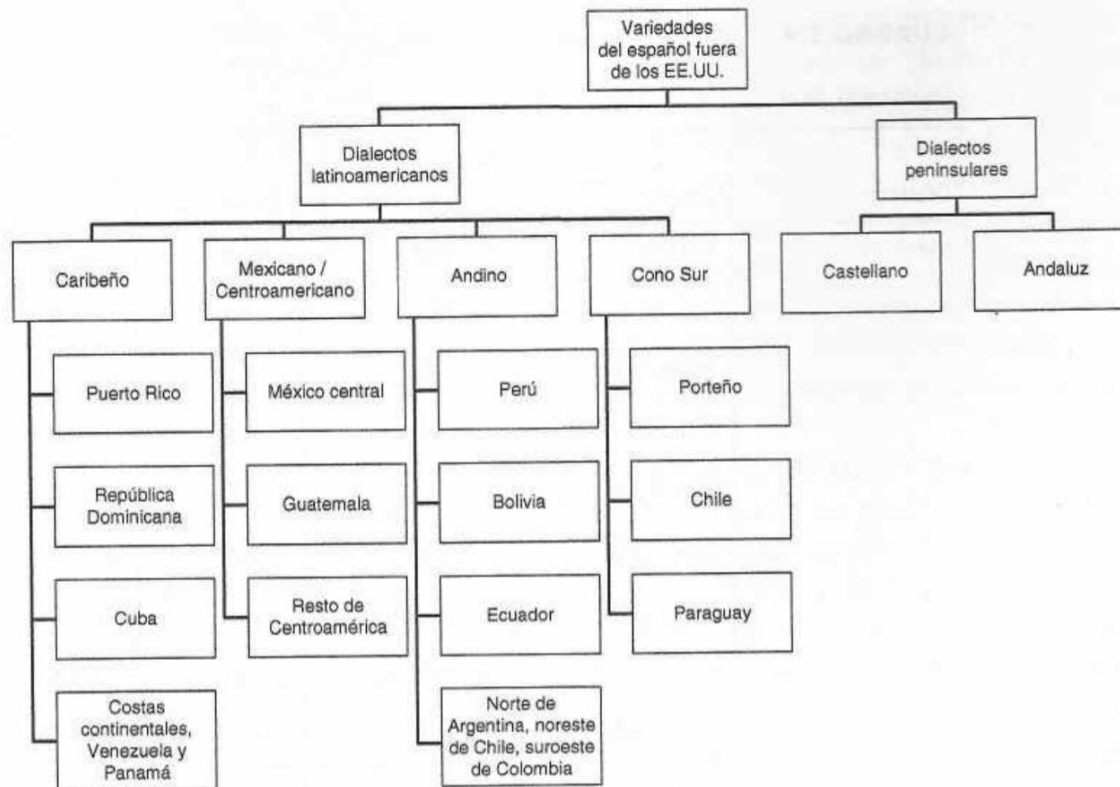 Variedades
del español fuera
de los EE.UU.
Dialectos
latinoamericanos
Dialectos
peninsulares
Caribeño
Mexicano /
Centroamericano
Andino
Cono Sur
Castellano
Andaluz
Puerto Rico
México central
Perú
Porteño
República
Dominicana
Guatemala
Bolivia
Chile
Cuba
Resto de
Centroamérica
Ecuador
Paraguay
Costas
continentales,
Venezuela y
Panamá
Norte de
Argentina, noreste
de Chile, suroeste
de Colombia